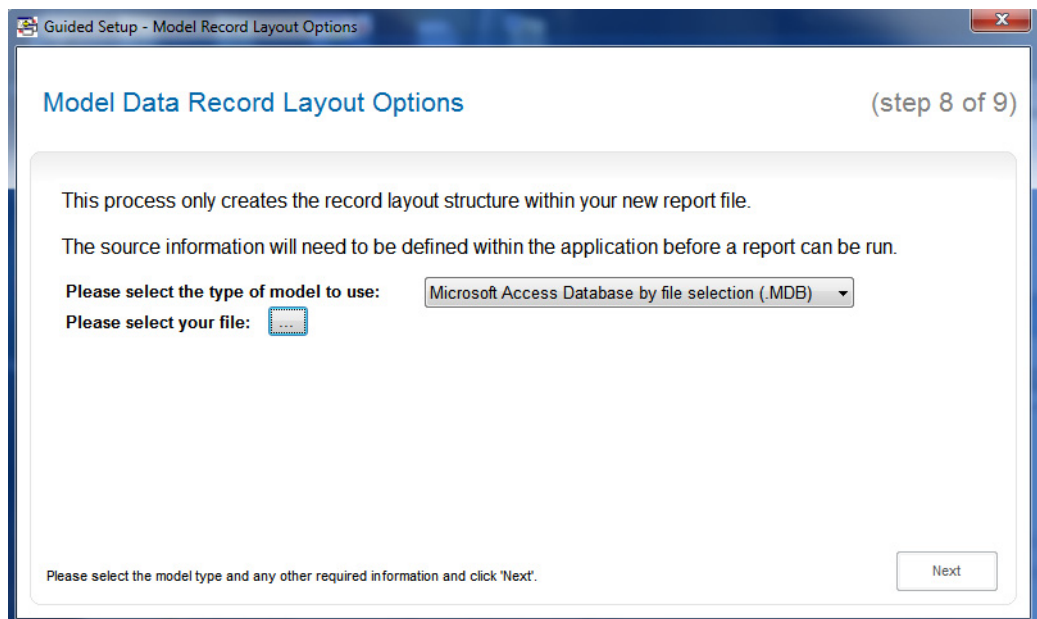 Guided Setup - Model Record Layout Options
x
Model Data Record Layout Options (step 8 of 9)
This process only creates the record layout structure within your new report file.
The source information will need to be defined within the application before a report can be run.
Please select the type of model to use: Microsoft Access Database by file selection (.MDB)
Please select your file: ...
Please select the model type and any other required information and click 'Next'. Next